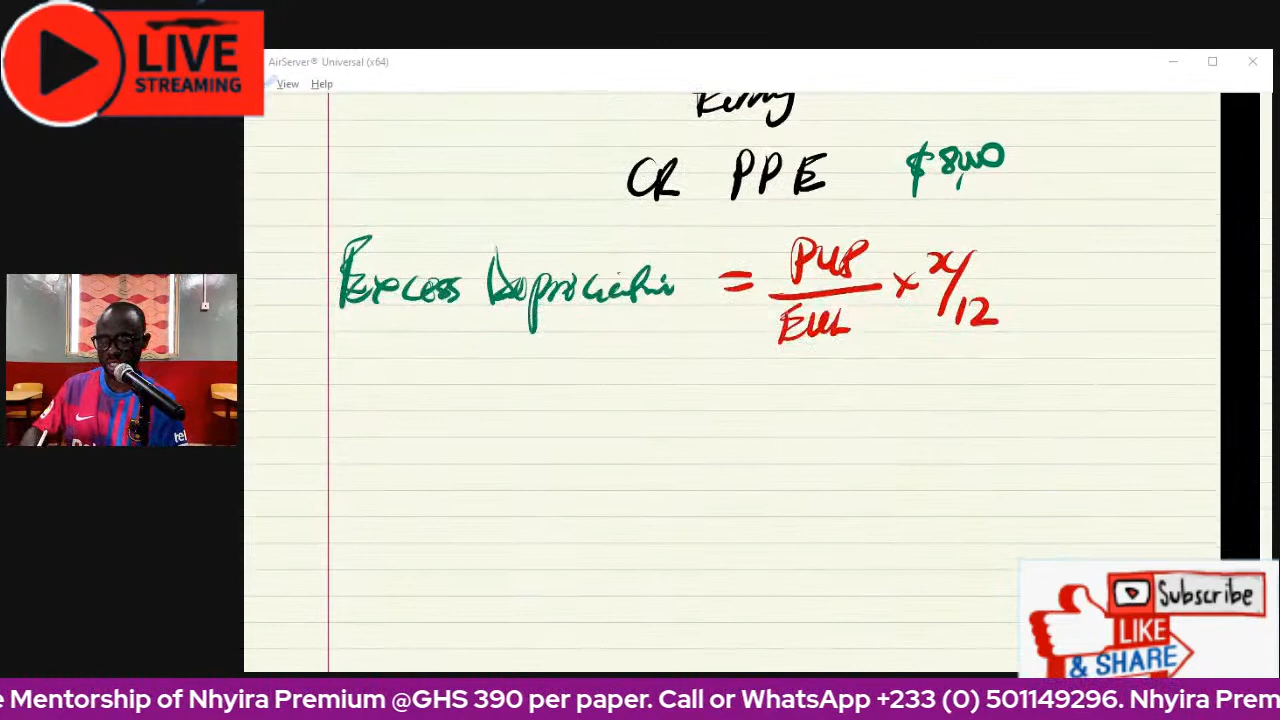 LIVE
STREAMING
AirServer® Universal (x64)
View Help
CR PPE
Excess Depreciation = PUP / EUL × x/12
Subscribe
LIKE
& SHARE
e Mentorship of Nhyira Premium @GHS 390 per paper. Call or WhatsApp +233 (0) 501149296. Nhyira Prem